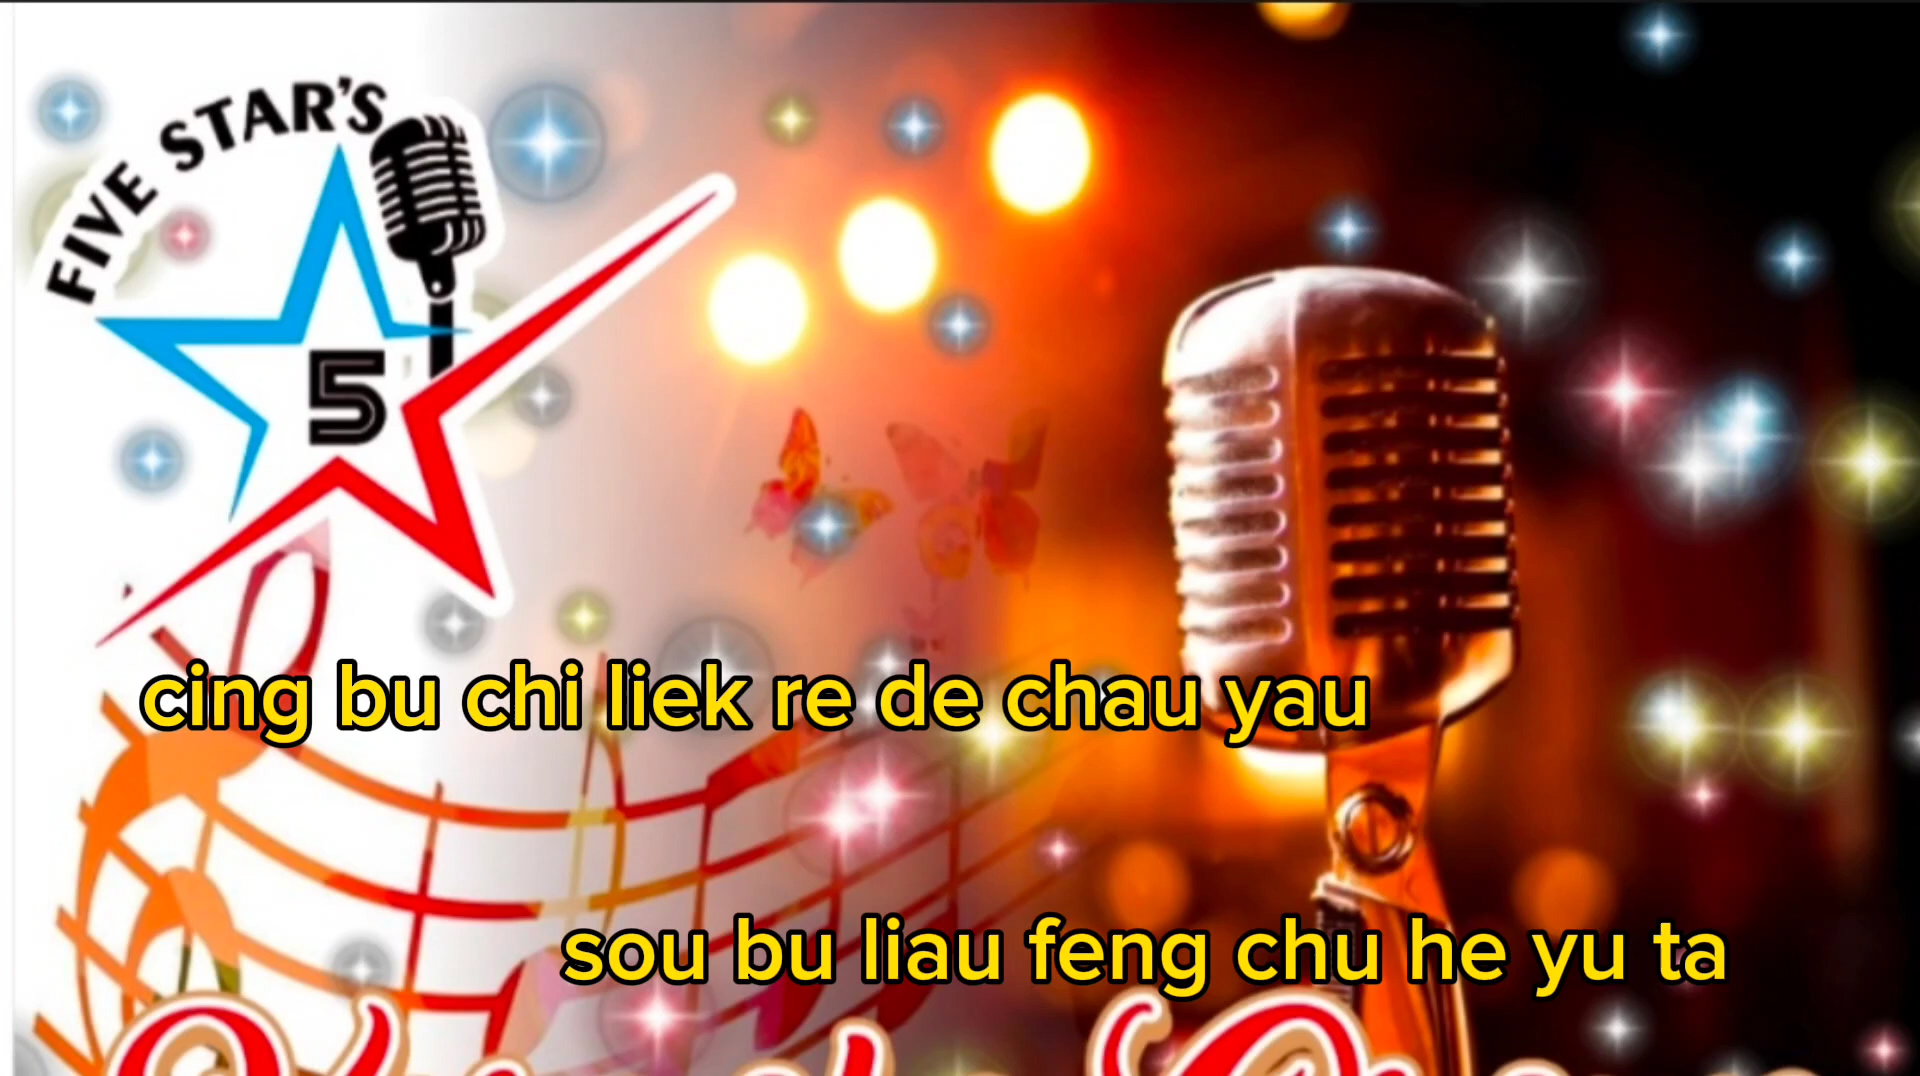 FIVE STAR'S
5
cing bu chi liek re de chau yau
sou bu liau feng chu he yu ta